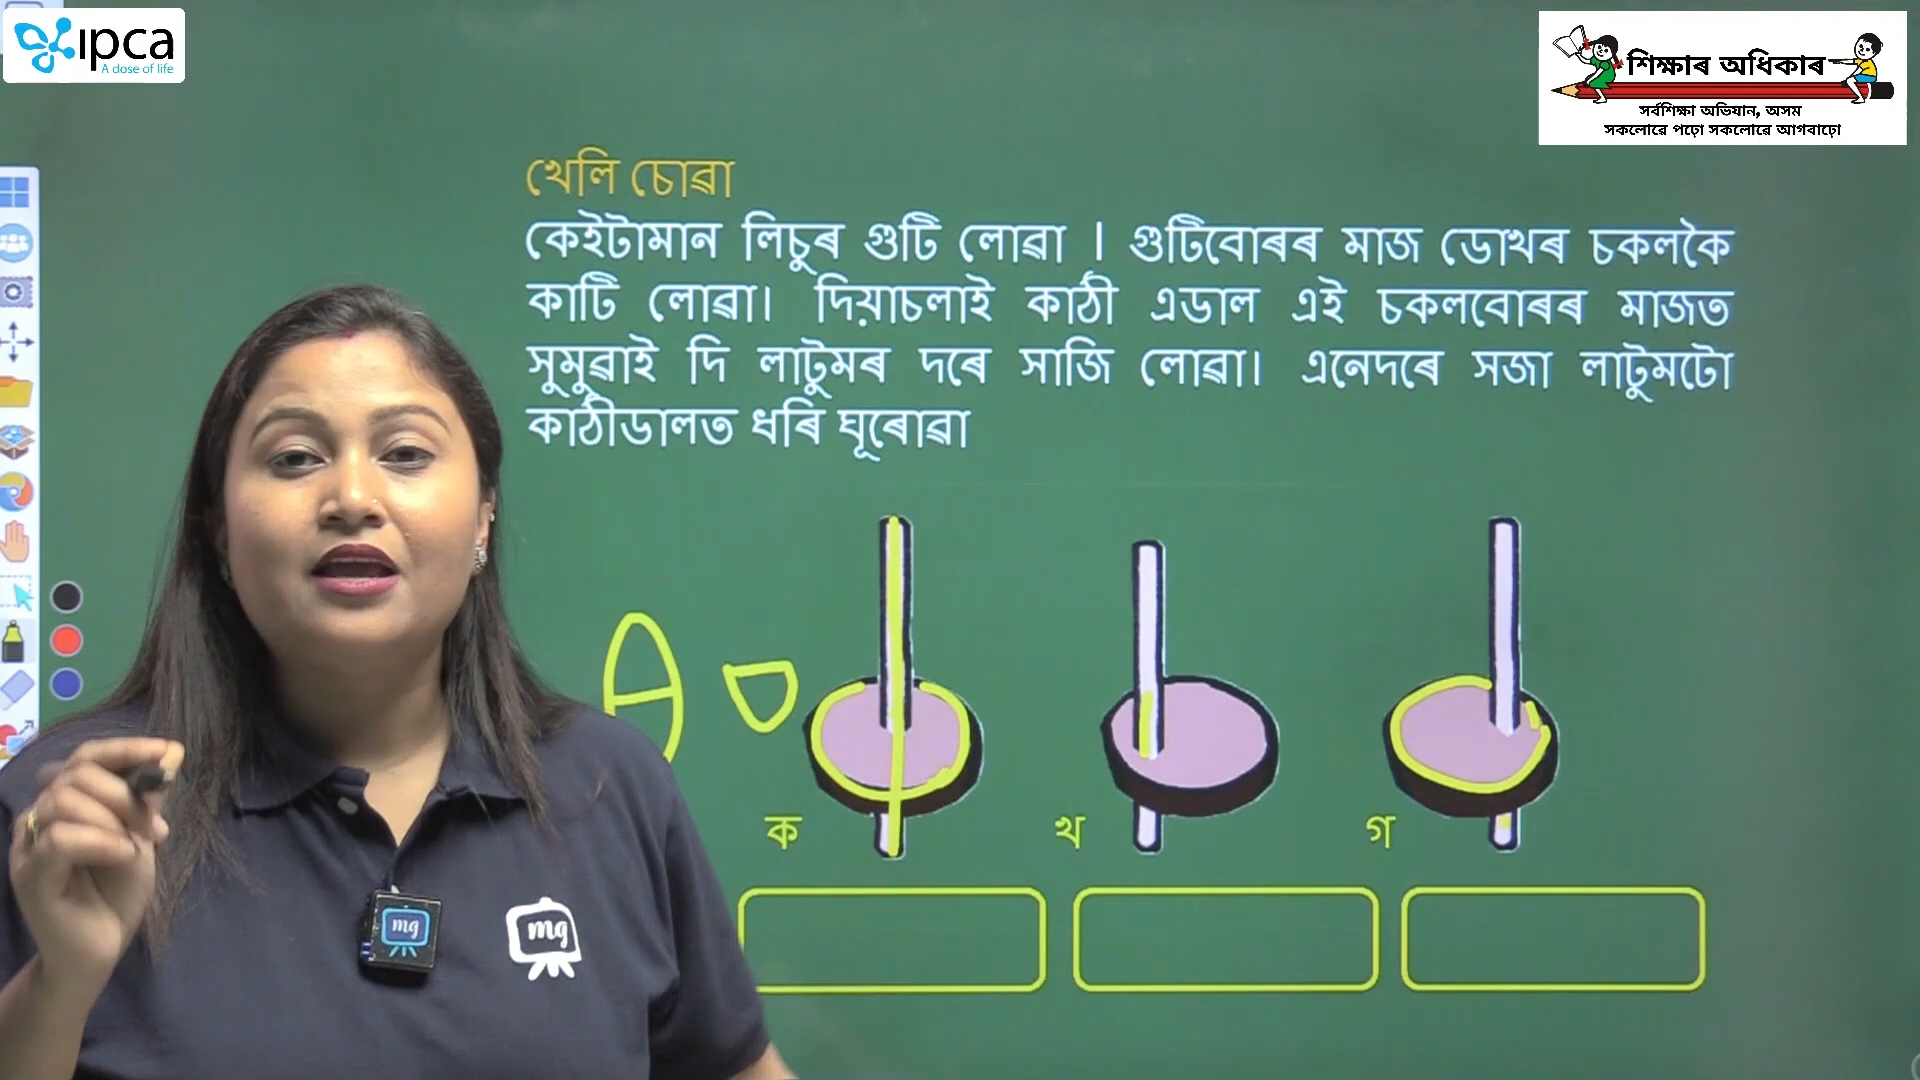 ipca
A dose of life
শিক্ষাৰ অধিকাৰ
সৰ্বশিক্ষা অভিযান, অসম
সকলোৱে পঢ়ো সকলোৱে আগবাঢ়ো
খেলি চোৱা
কেইটামান লিচুৰ গুটি লোৱা । গুটিবোৰৰ মাজ ডোখৰ চকলকৈ
কাটি লোৱা। দিয়াচলাই কাঠী এডাল এই চকলবোৰৰ মাজত
সুমুৱাই দি লাটুমৰ দৰে সাজি লোৱা। এনেদৰে সজা লাটুমটো
কাঠীডালত ধৰি ঘূৰোৱা
ক খ গ
mg
mg